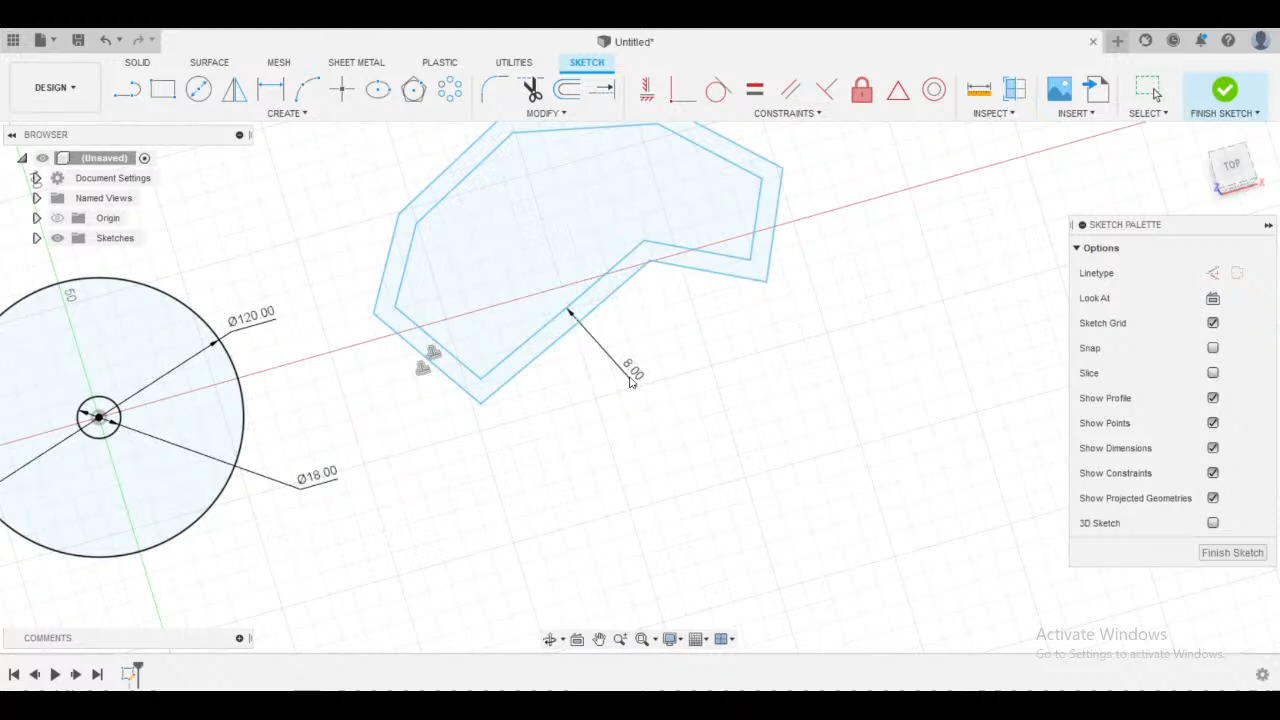 Untitled*
SOLID SURFACE MESH SHEET METAL PLASTIC UTILITIES SKETCH
DESIGN
CREATE MODIFY CONSTRAINTS INSPECT INSERT SELECT FINISH SKETCH
BROWSER
(Unsaved)
Document Settings
Named Views
Origin
Sketches
TOP
Z X
50
Ø120.00
8.00
Ø18.00
SKETCH PALETTE
Options
Linetype
Look At
Sketch Grid
Snap
Slice
Show Profile
Show Points
Show Dimensions
Show Constraints
Show Projected Geometries
3D Sketch
Finish Sketch
COMMENTS
Activate Windows
Go to Settings to activate Windows.